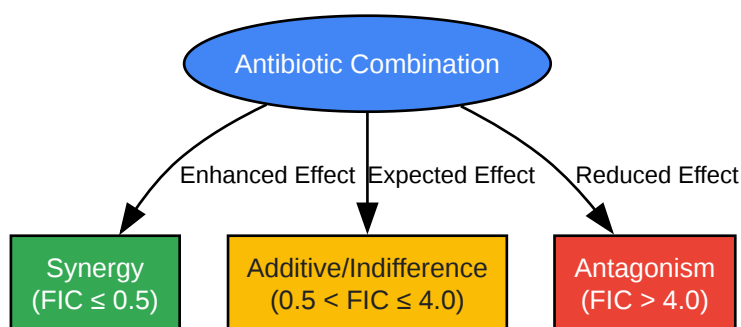 Antibiotic Combination
Enhanced Effect
Expected Effect
Reduced Effect
Synergy
(FIC ≤ 0.5)
Additive/Indifference
(0.5 < FIC ≤ 4.0)
Antagonism
(FIC > 4.0)